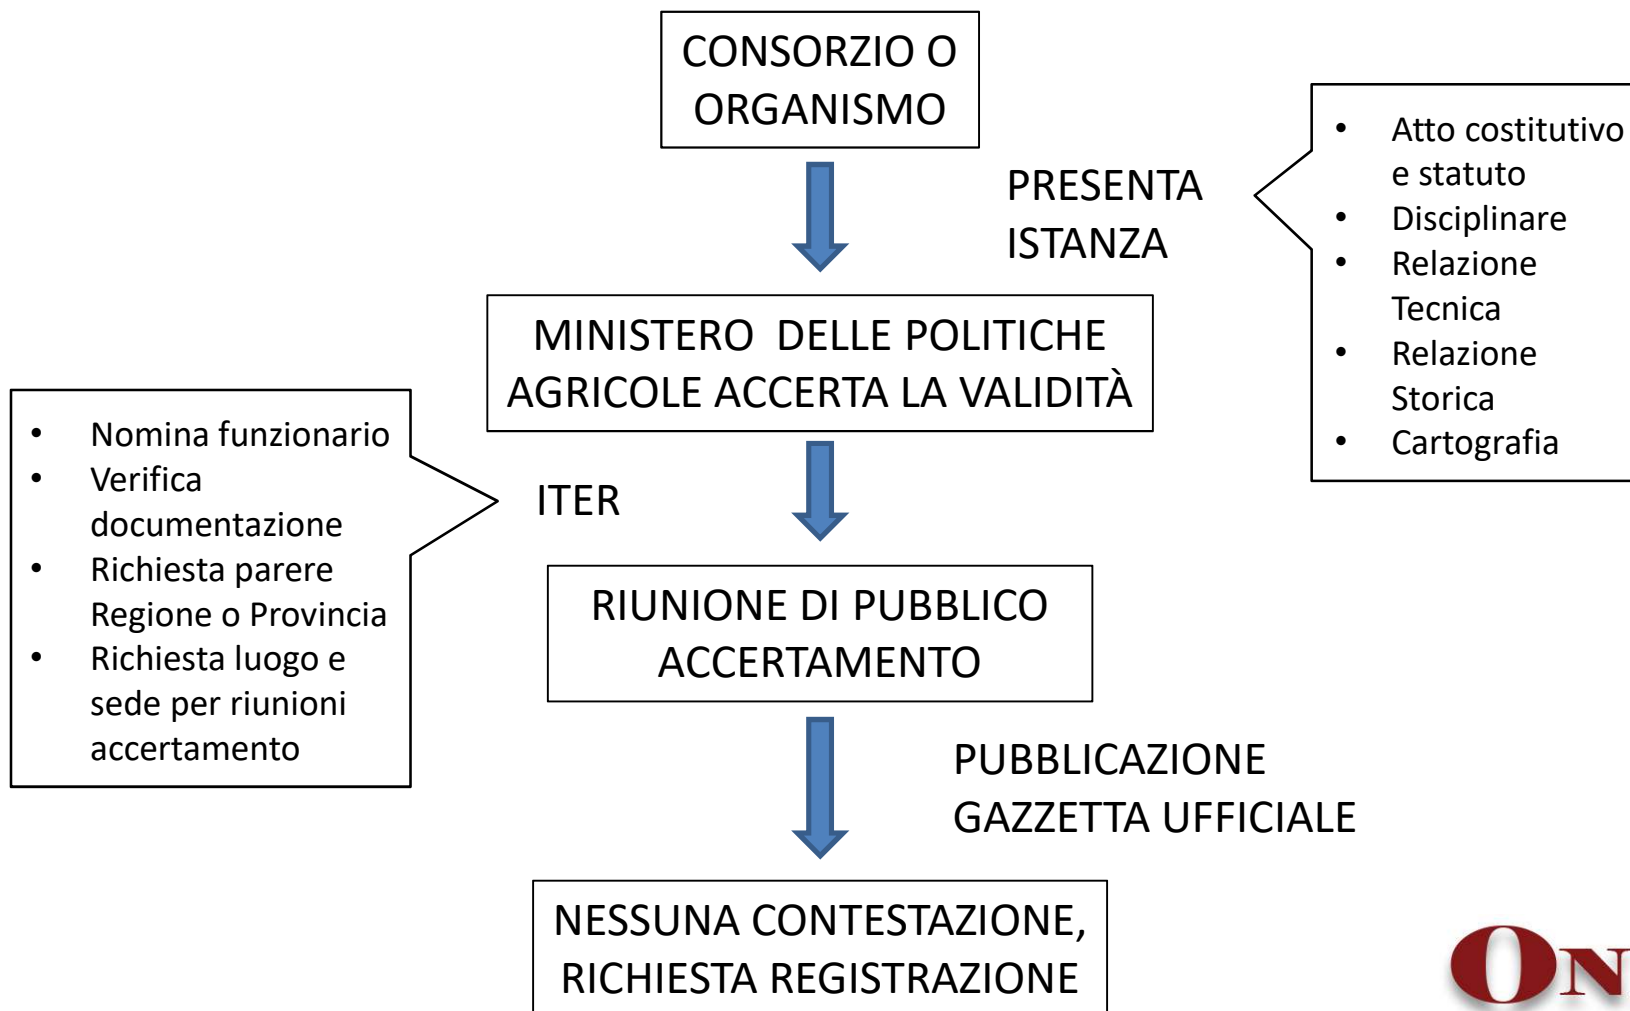 CONSORZIO O
ORGANISMO
PRESENTA
ISTANZA
• Atto costitutivo
e statuto
• Disciplinare
• Relazione
Tecnica
• Relazione
Storica
• Cartografia
MINISTERO DELLE POLITICHE
AGRICOLE ACCERTA LA VALIDITÀ
• Nomina funzionario
• Verifica
documentazione
• Richiesta parere
Regione o Provincia
• Richiesta luogo e
sede per riunioni
accertamento
ITER
RIUNIONE DI PUBBLICO
ACCERTAMENTO
PUBBLICAZIONE
GAZZETTA UFFICIALE
NESSUNA CONTESTAZIONE,
RICHIESTA REGISTRAZIONE
ON